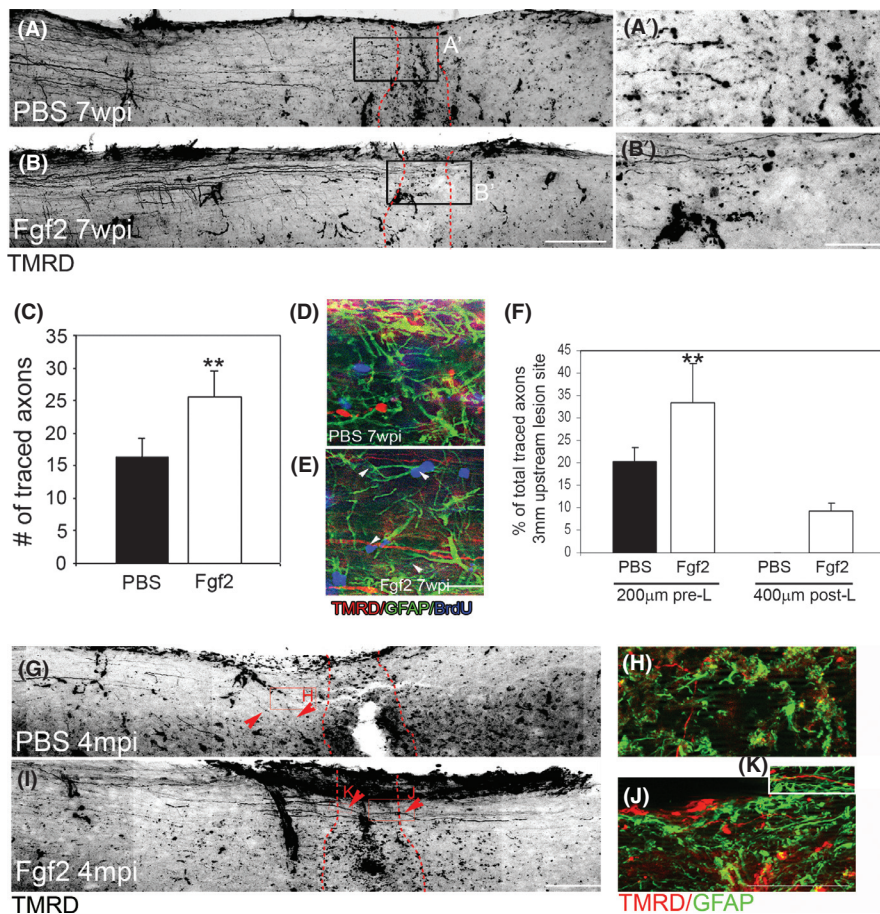 (A)
A'
PBS 7wpi
(A′)
(B)
B'
Fgf2 7wpi
(B′)
TMRD
(C)
# of traced axons
35
30
25
20
15
10
5
0
**
PBS
Fgf2
(D)
PBS 7wpi
(E)
Fgf2 7wpi
TMRD/GFAP/BrdU
(F)
% of total traced axons
3mm upstream lesion site
45
40
35
30
25
20
15
10
5
0
**
PBS Fgf2 PBS Fgf2
200μm pre-L 400μm post-L
(G)
H
PBS 4mpi
(H)
(I)
K
J
Fgf2 4mpi
(K)
(J)
TMRD
TMRD/GFAP